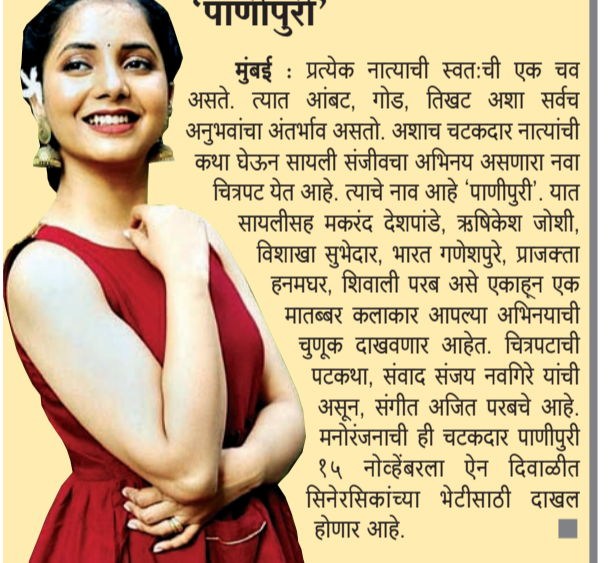 'पाणीपुरी'
मुंबई : प्रत्येक नात्याची स्वतःची एक चव
असते. त्यात आंबट, गोड, तिखट अशा सर्वच
अनुभवांचा अंतर्भाव असतो. अशाच चटकदार नात्यांची
कथा घेऊन सायली संजीवचा अभिनय असणारा नवा
चित्रपट येत आहे. त्याचे नाव आहे 'पाणीपुरी'. यात
सायलीसह मकरंद देशपांडे, ऋषिकेश जोशी,
विशाखा सुभेदार, भारत गणेशपुरे, प्राजक्ता
हनमघर, शिवाली परब असे एकाहून एक
मातब्बर कलाकार आपल्या अभिनयाची
चुणूक दाखवणार आहेत. चित्रपटाची
पटकथा, संवाद संजय नवगिरे यांची
असून, संगीत अजित परबचे आहे.
मनोरंजनाची ही चटकदार पाणीपुरी
१५ नोव्हेंबरला ऐन दिवाळीत
सिनेरसिकांच्या भेटीसाठी दाखल
होणार आहे.